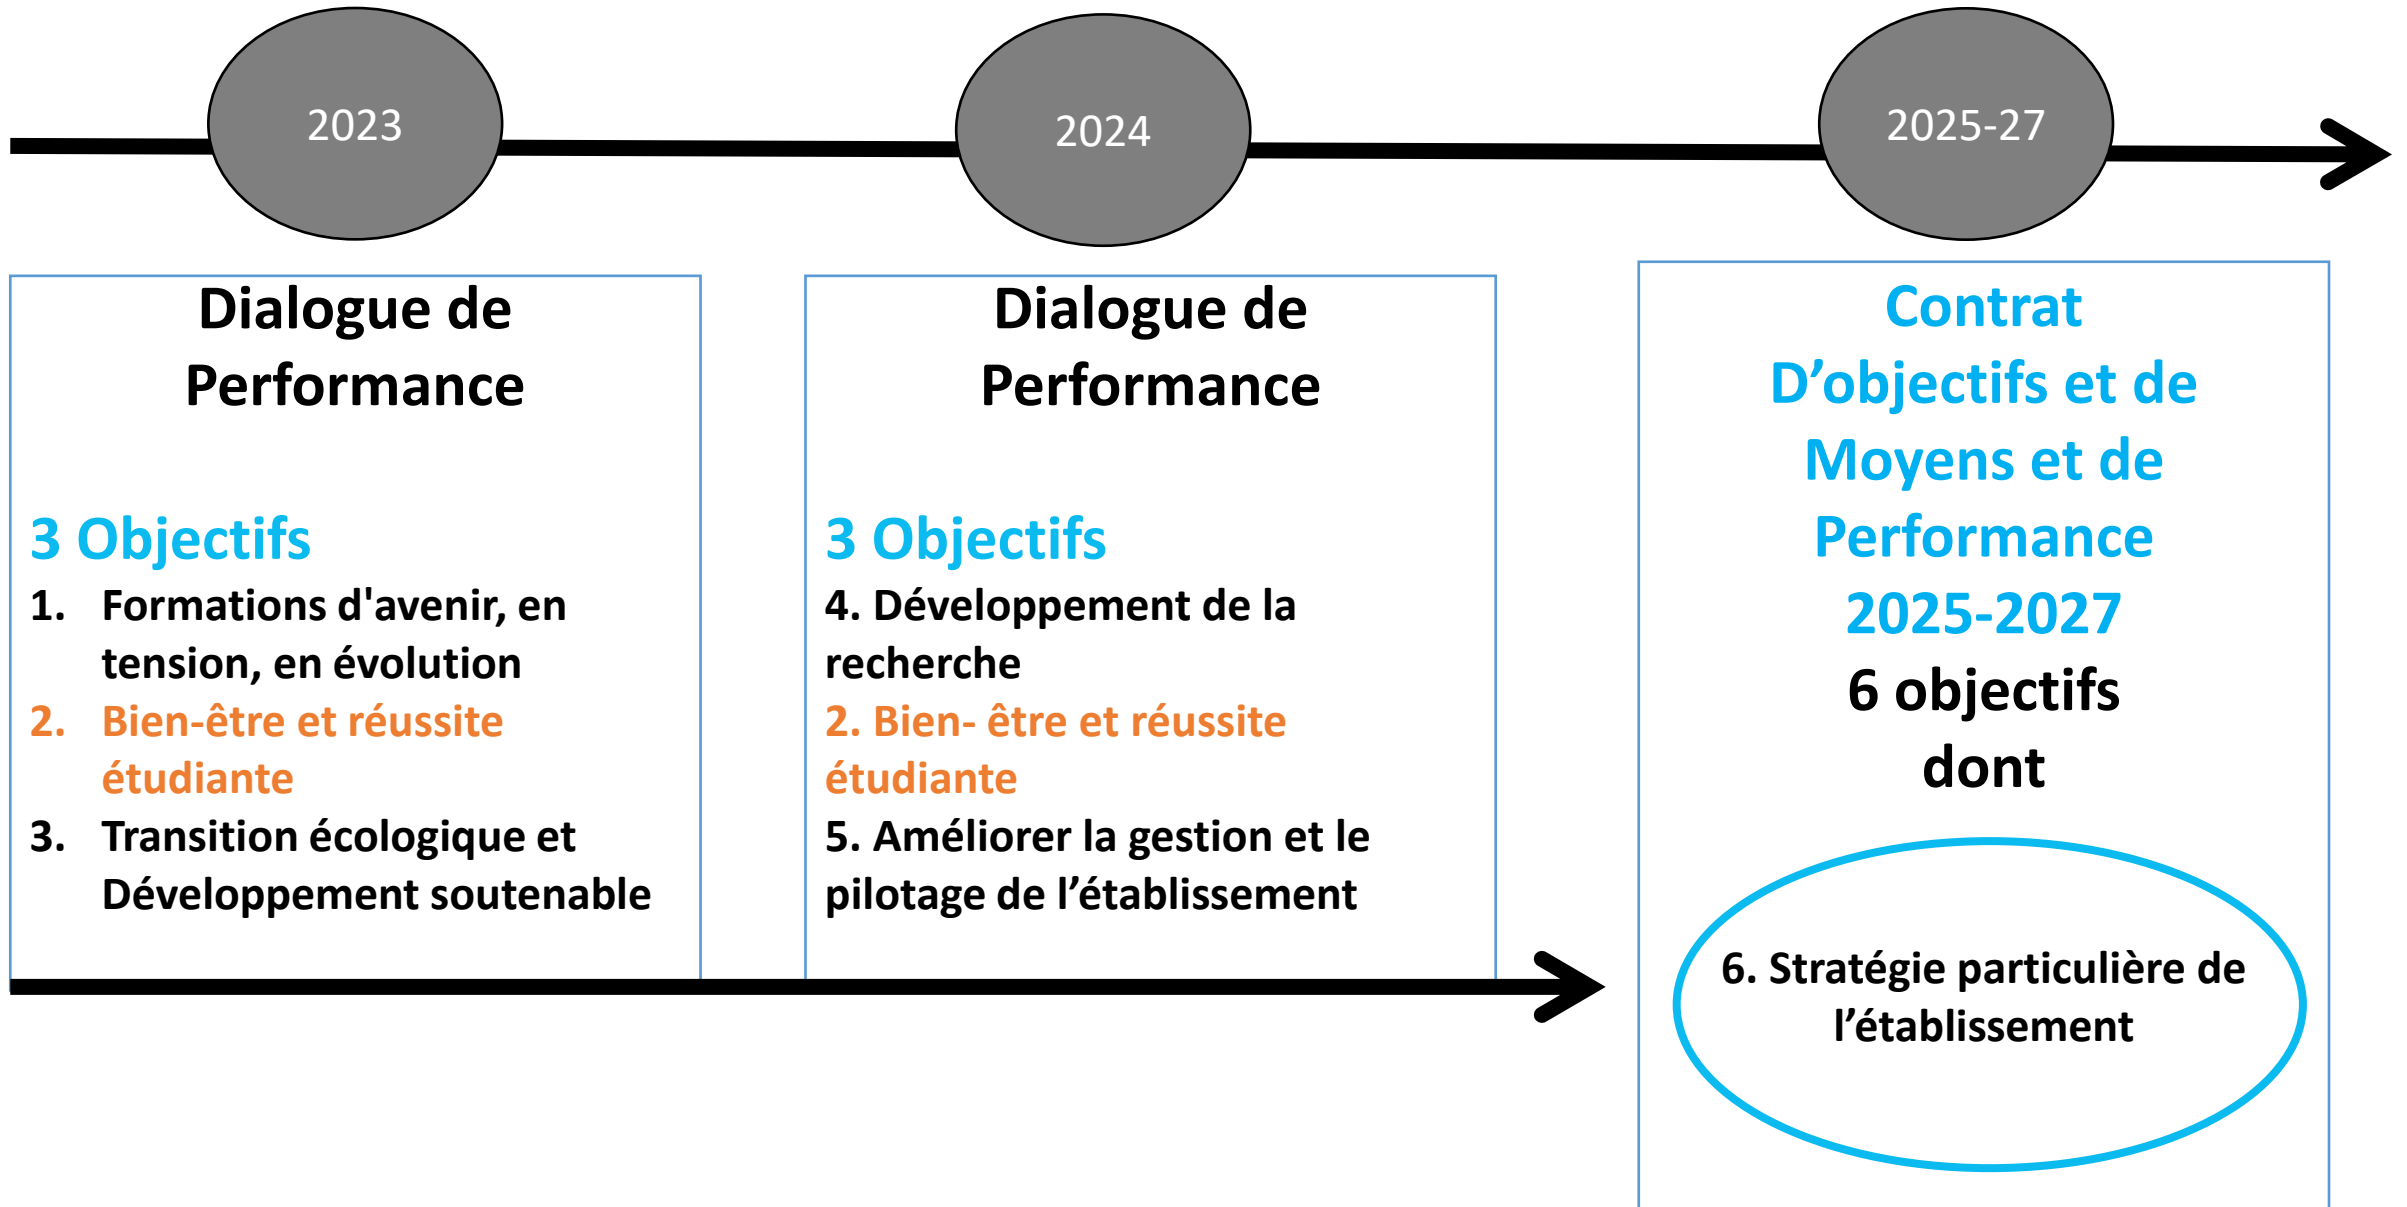 2023
2024
2025-27
Dialogue de
Performance
3 Objectifs
1. Formations d'avenir, en
tension, en évolution
2. Bien-être et réussite
étudiante
3. Transition écologique et
Développement soutenable
Dialogue de
Performance
3 Objectifs
4. Développement de la
recherche
2. Bien- être et réussite
étudiante
5. Améliorer la gestion et le
pilotage de l’établissement
Contrat
D’objectifs et de
Moyens et de
Performance
2025-2027
6 objectifs
dont
6. Stratégie particulière de
l’établissement